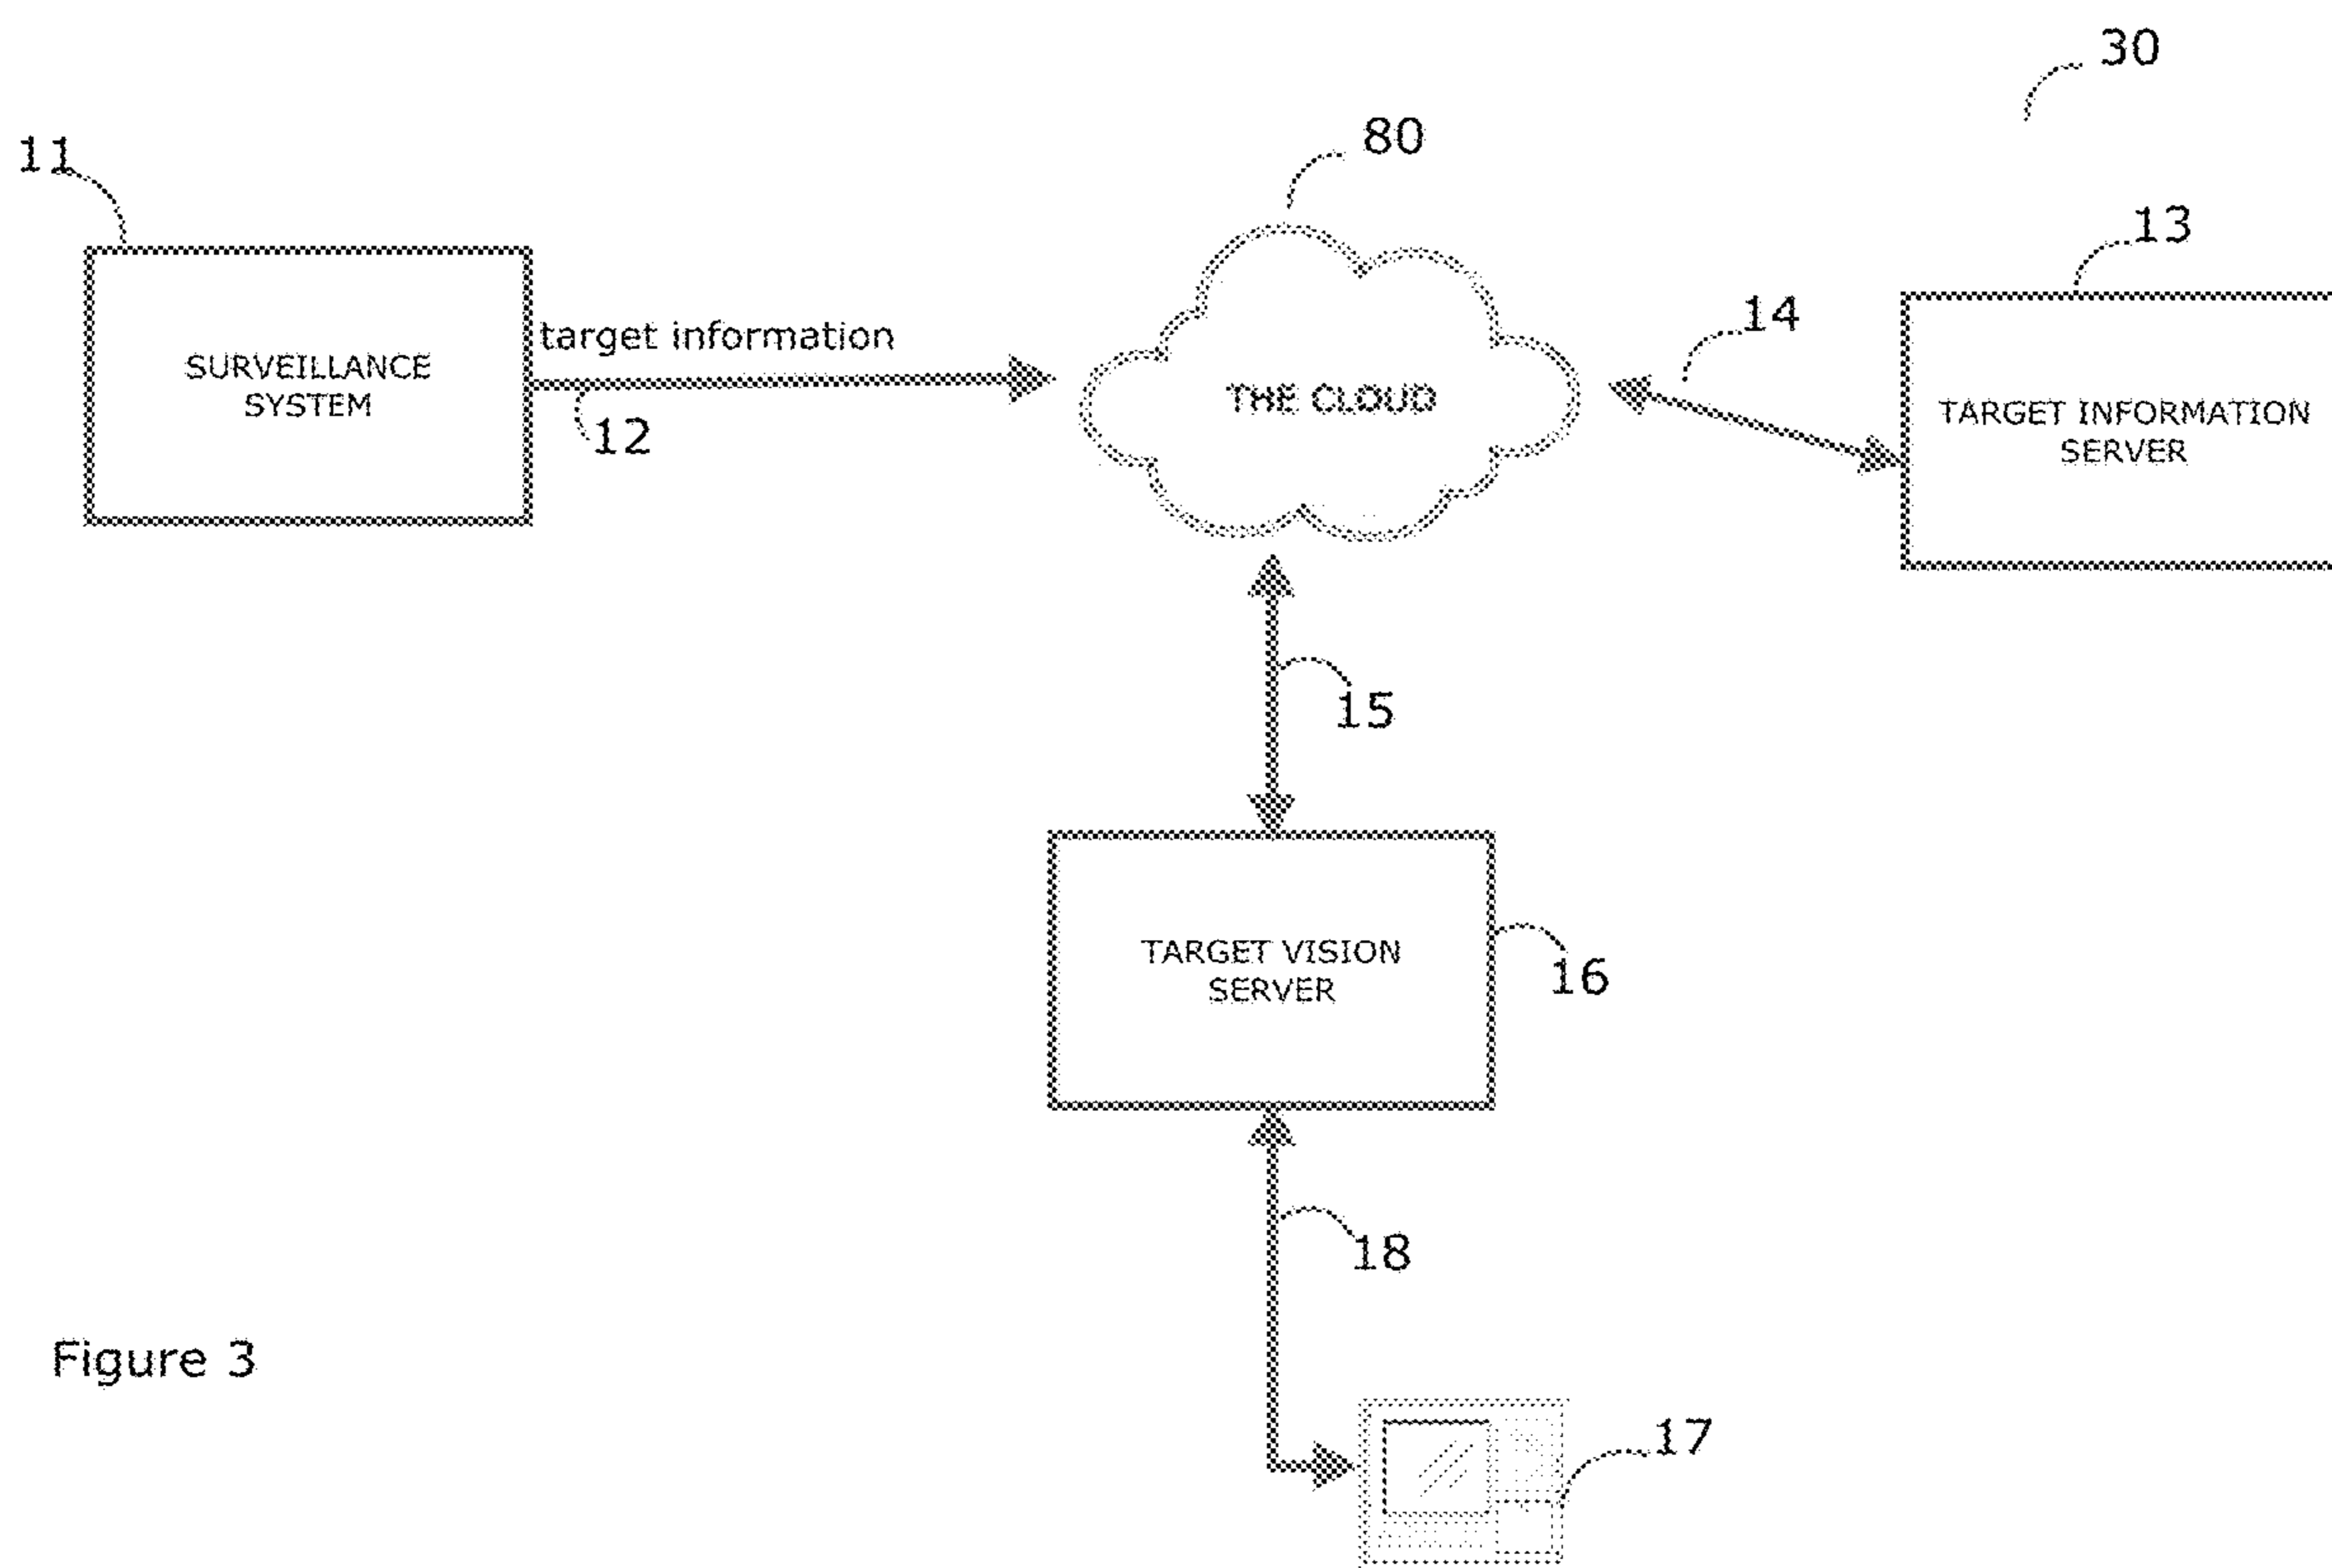 30
80
11
13
14
target information
SURVEILLANCE
SYSTEM
THE CLOUD
TARGET INFORMATION
SERVER
12
15
TARGET VISION
SERVER
16
18
Figure 3
17